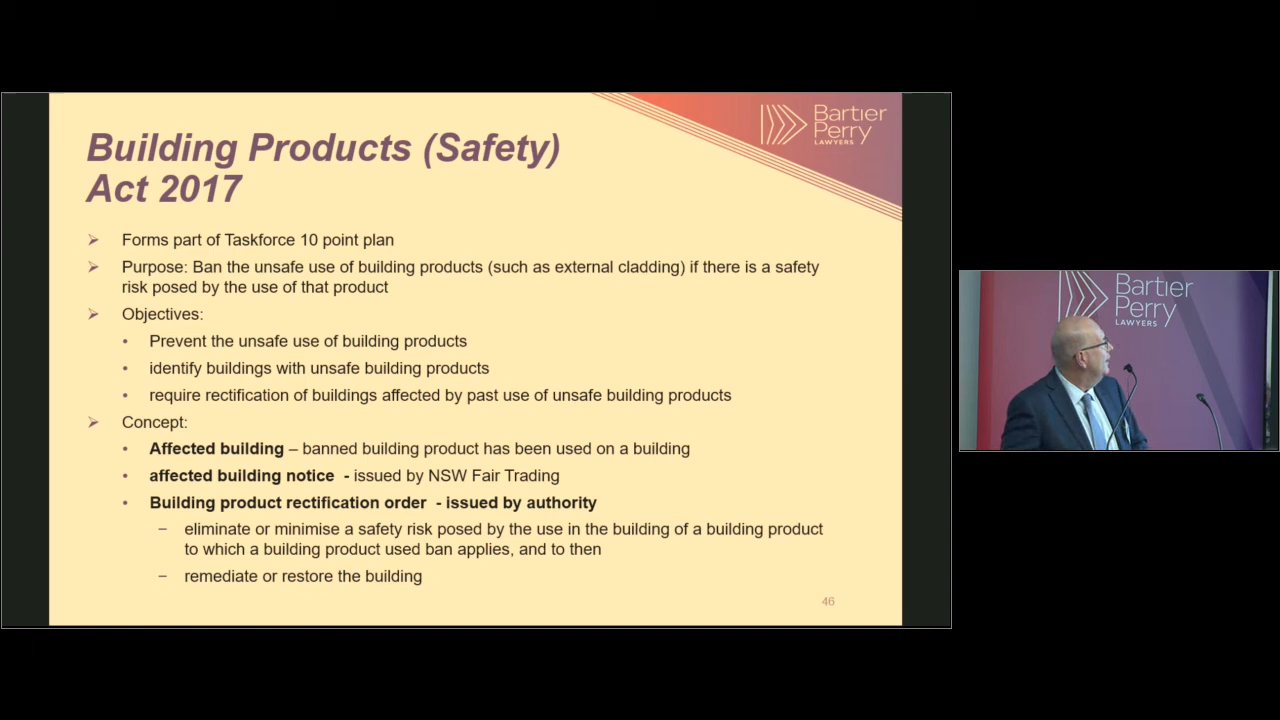 Bartier
Perry
LAWYERS
Building Products (Safety)
Act 2017
Forms part of Taskforce 10 point plan
Purpose: Ban the unsafe use of building products (such as external cladding) if there is a safety
risk posed by the use of that product
Objectives:
Prevent the unsafe use of building products
identify buildings with unsafe building products
require rectification of buildings affected by past use of unsafe building products
Concept:
Affected building – banned building product has been used on a building
affected building notice - issued by NSW Fair Trading
Building product rectification order - issued by authority
– eliminate or minimise a safety risk posed by the use in the building of a building product
to which a building product used ban applies, and to then
– remediate or restore the building
46
Bartier
Perry
LAWYERS